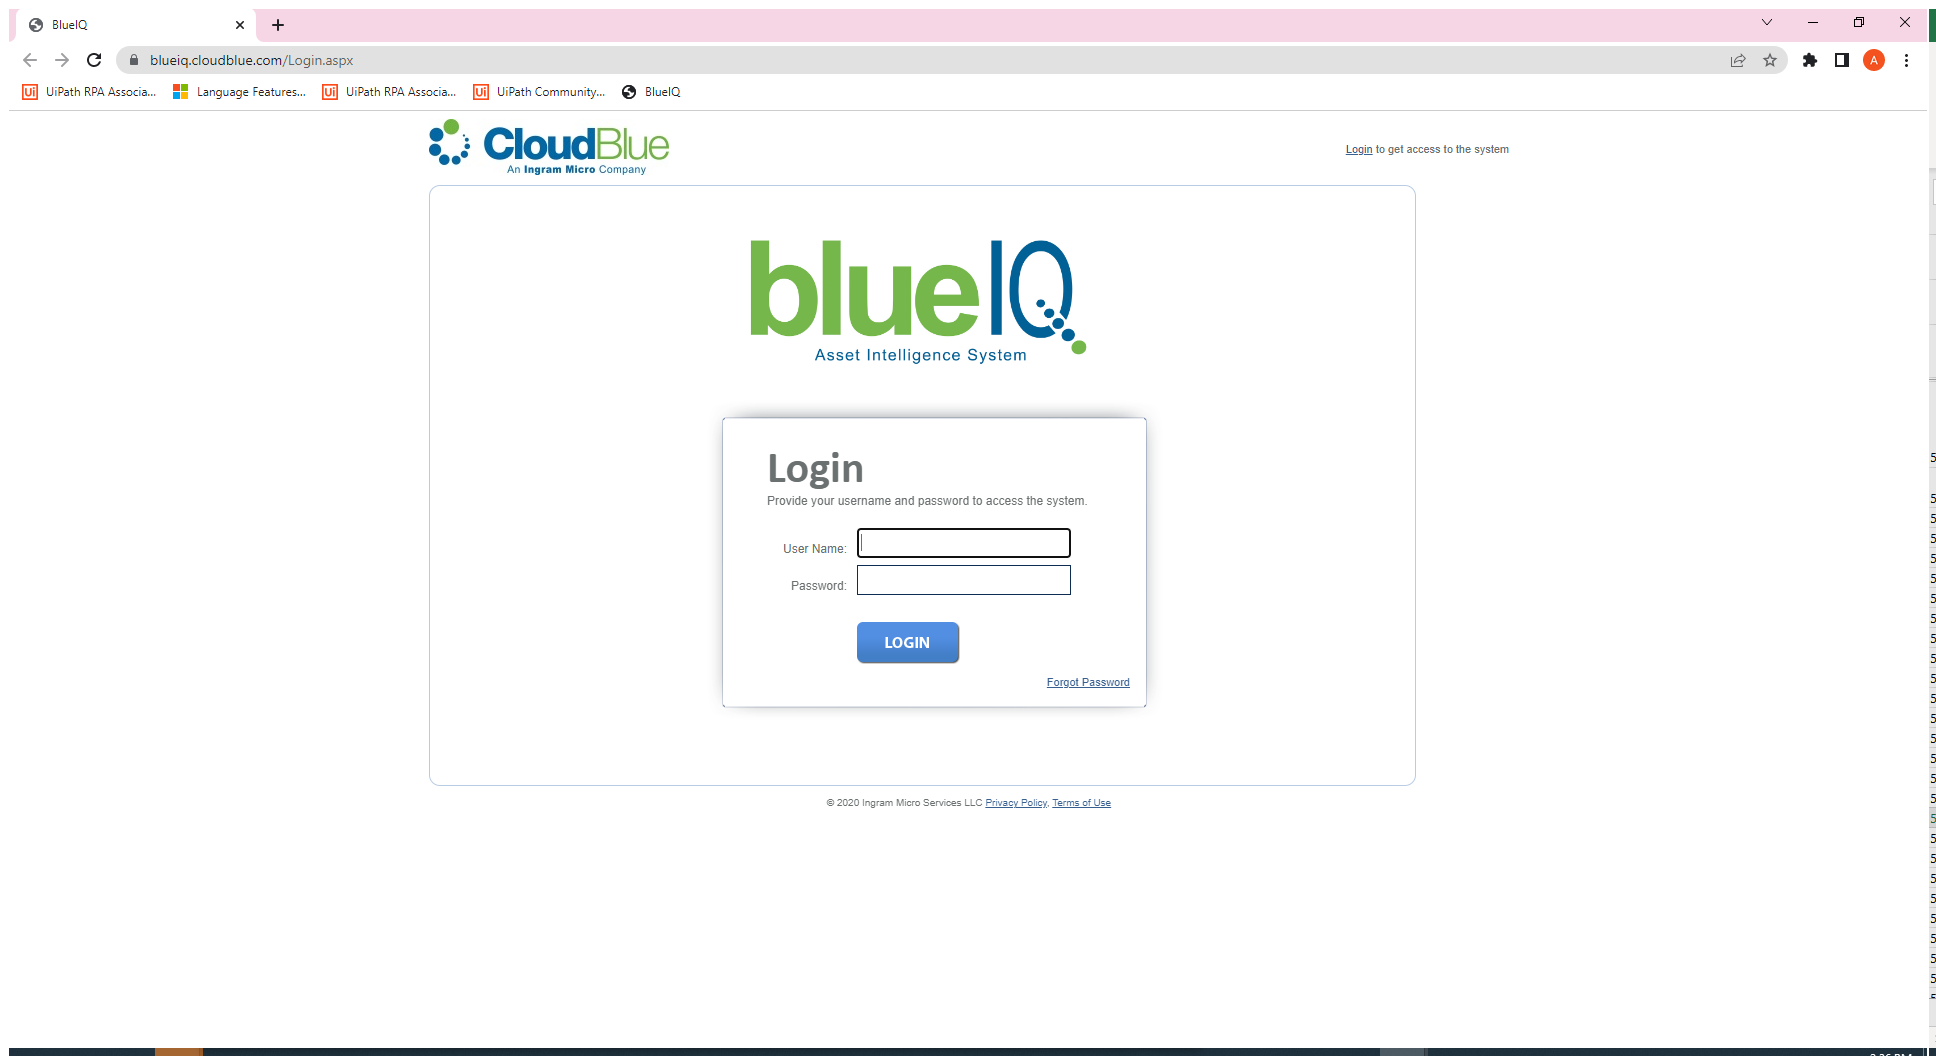 BlueIQ
blueiq.cloudblue.com/Login.aspx
A
Ui UiPath RPA Associa... Language Features... Ui UiPath RPA Associa... Ui UiPath Community... BlueIQ
CloudBlue
An Ingram Micro Company
Login to get access to the system
blueIQ
Asset Intelligence System
Login
Provide your username and password to access the system.
User Name:
Password:
LOGIN
Forgot Password
© 2020 Ingram Micro Services LLC Privacy Policy, Terms of Use